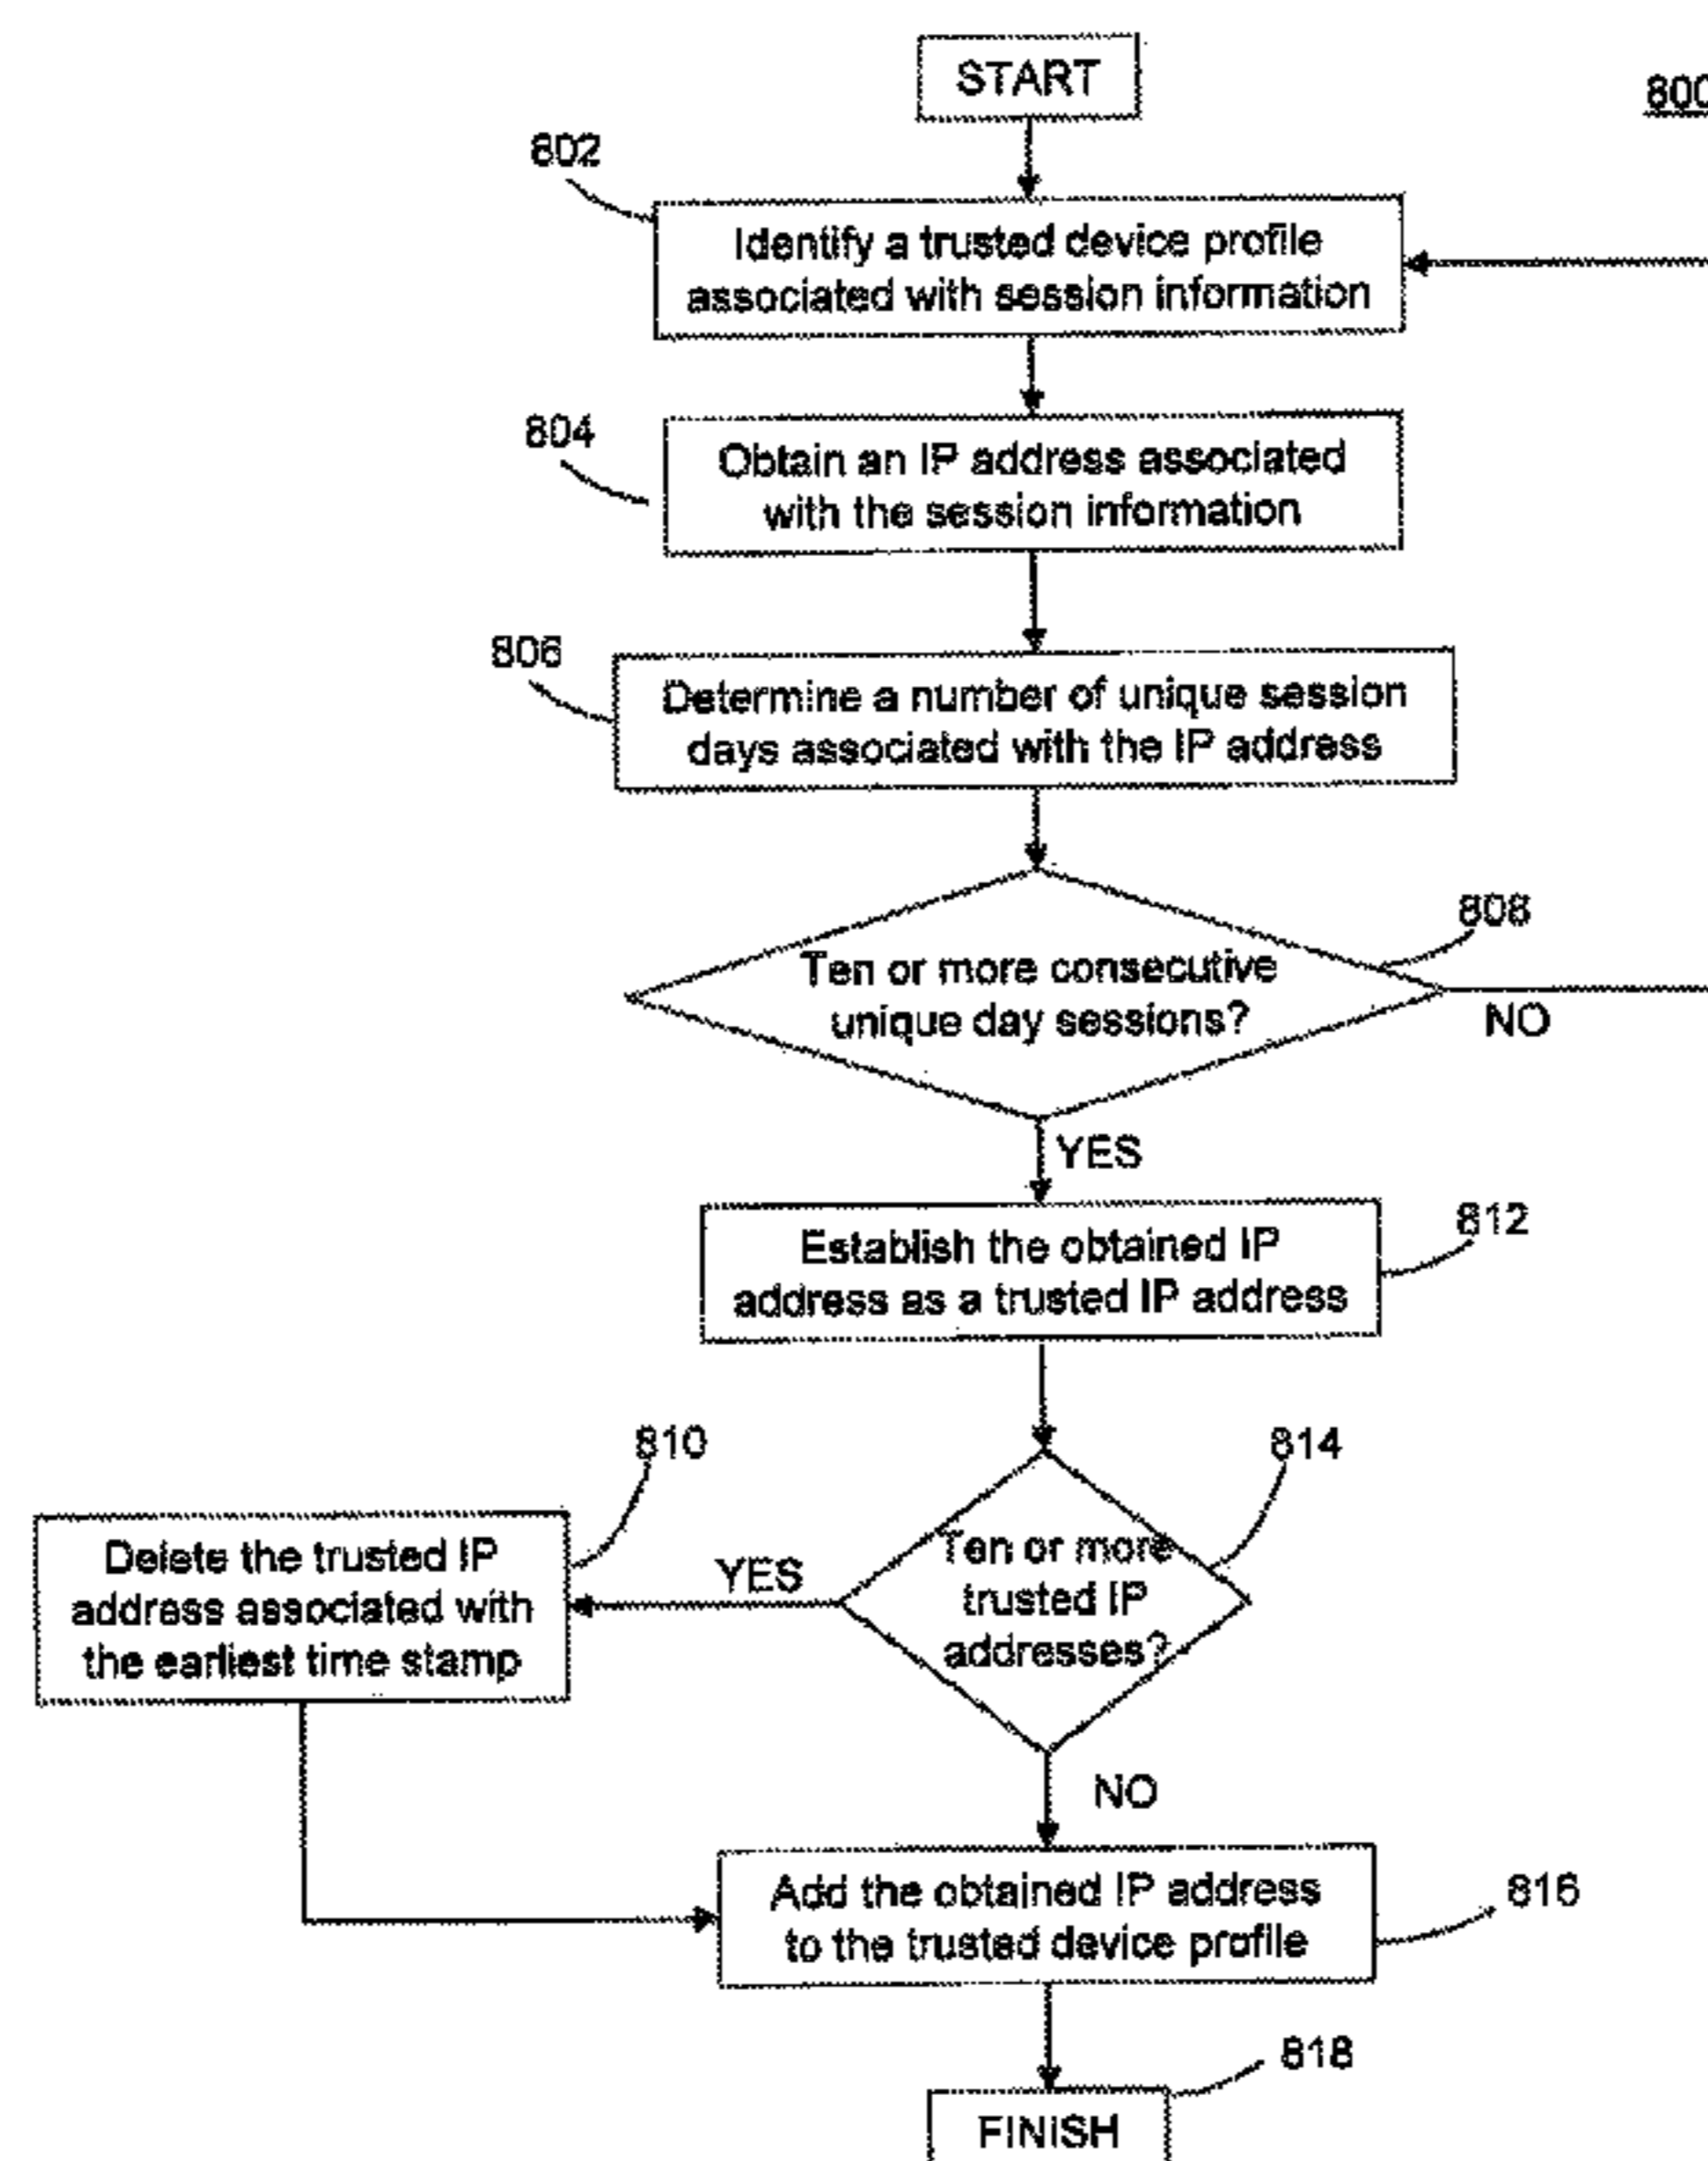 START
800
802
Identify a trusted device profile
associated with session information
804
Obtain an IP address associated
with the session information
806
Determine a number of unique session
days associated with the IP address
808
Ten or more consecutive
unique day sessions?
NO
YES
812
Establish the obtained IP
address as a trusted IP address
810
814
Delete the trusted IP
address associated with
the earliest time stamp
YES
Ten or more
trusted IP
addresses?
NO
816
Add the obtained IP address
to the trusted device profile
818
FINISH